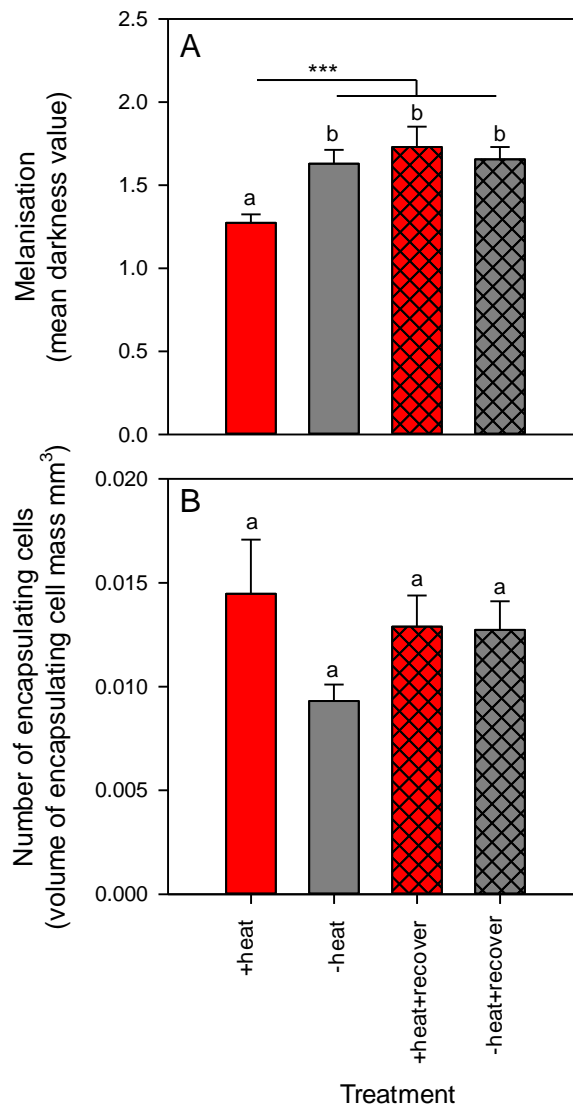 2.5
A
***
2.0
b
b
b
1.5
a
1.0
0.5
0.0
Melanisation
(mean darkness value)
0.020
B
a
0.015
a
a
a
0.010
0.005
0.000
Number of encapsulating cells
(volume of encapsulating cell mass mm³)
+heat
-heat
+heat+recover
-heat+recover
Treatment